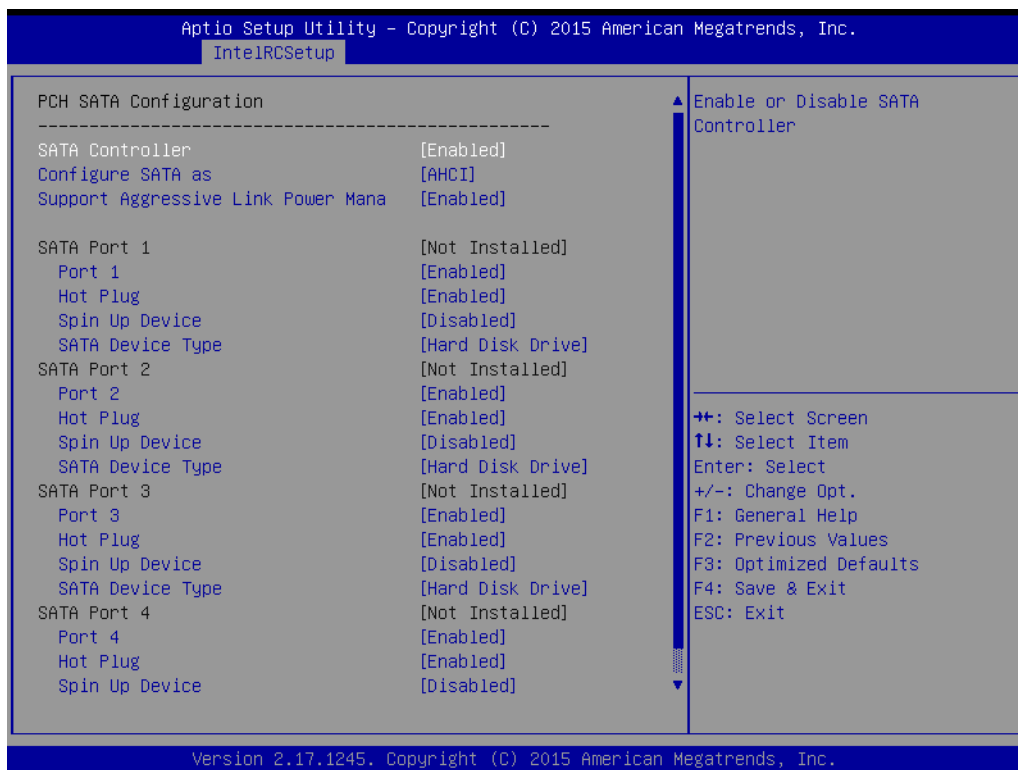 Aptio Setup Utility – Copyright (C) 2015 American Megatrends, Inc.
IntelRCSetup
PCH SATA Configuration
--------------------------------------------------
SATA Controller [Enabled]
Configure SATA as [AHCI]
Support Aggressive Link Power Mana [Enabled]
SATA Port 1 [Not Installed]
Port 1 [Enabled]
Hot Plug [Enabled]
Spin Up Device [Disabled]
SATA Device Type [Hard Disk Drive]
SATA Port 2 [Not Installed]
Port 2 [Enabled]
Hot Plug [Enabled]
Spin Up Device [Disabled]
SATA Device Type [Hard Disk Drive]
SATA Port 3 [Not Installed]
Port 3 [Enabled]
Hot Plug [Enabled]
Spin Up Device [Disabled]
SATA Device Type [Hard Disk Drive]
SATA Port 4 [Not Installed]
Port 4 [Enabled]
Hot Plug [Enabled]
Spin Up Device [Disabled]
Enable or Disable SATA
Controller
→←: Select Screen
↑↓: Select Item
Enter: Select
+/-: Change Opt.
F1: General Help
F2: Previous Values
F3: Optimized Defaults
F4: Save & Exit
ESC: Exit
Version 2.17.1245. Copyright (C) 2015 American Megatrends, Inc.